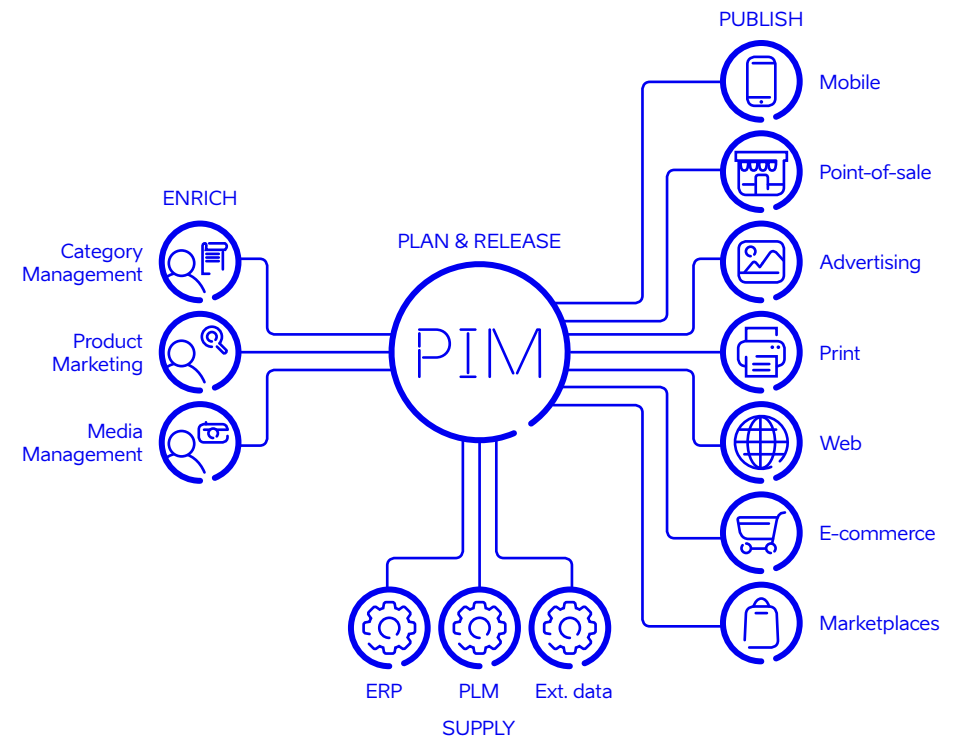 PUBLISH
Mobile
Point-of-sale
ENRICH
Category
Management
PLAN & RELEASE
Advertising
Product
Marketing
PIM
Print
Media
Management
Web
E-commerce
Marketplaces
ERP
PLM
Ext. data
SUPPLY